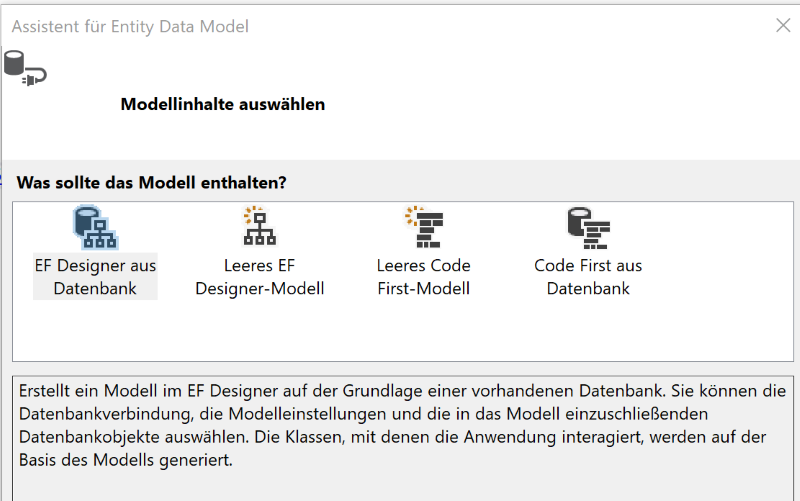 Assistent für Entity Data Model
Modellinhalte auswählen
Was sollte das Modell enthalten?
EF Designer aus
Datenbank
Leeres EF
Designer-Modell
Leeres Code
First-Modell
Code First aus
Datenbank
Erstellt ein Modell im EF Designer auf der Grundlage einer vorhandenen Datenbank. Sie können die
Datenbankverbindung, die Modelleinstellungen und die in das Modell einzuschließenden
Datenbankobjekte auswählen. Die Klassen, mit denen die Anwendung interagiert, werden auf der
Basis des Modells generiert.